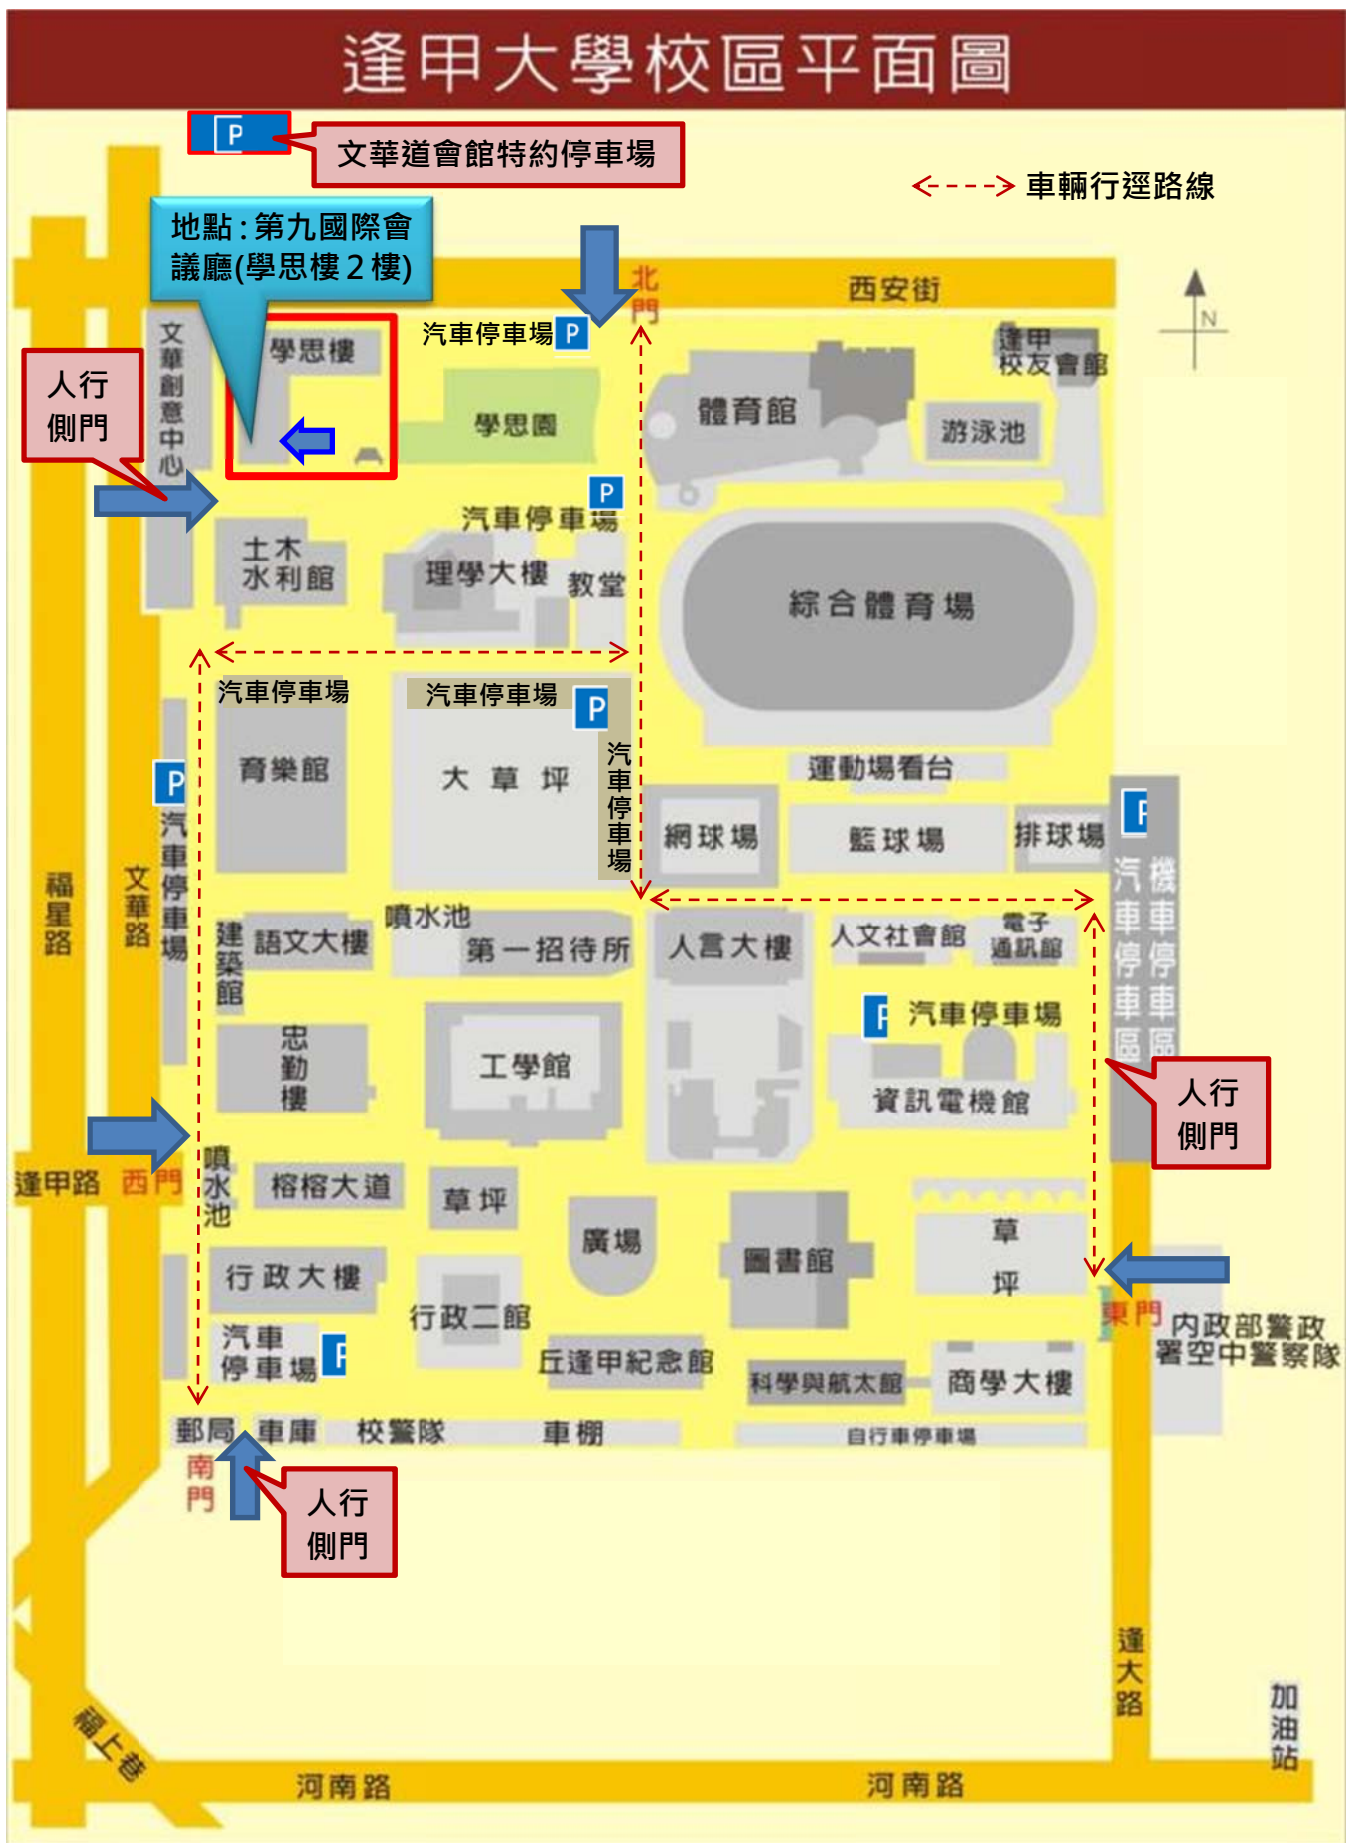 逢甲大學校區平面圖
P
文華道會館特約停車場
車輛行逕路線
地點:第九國際會
議廳(學思樓2樓)
北門
西安街
N
文華創意中心
學思樓
汽車停車場
P
逢甲
校友會館
人行
側門
學思園
體育館
游泳池
P
汽車停車場
土木
水利館
理學大樓
教堂
綜合體育場
汽車停車場
汽車停車場
P
育樂館
大草坪
汽車停車場
運動場看台
P
汽車停車場
網球場
籃球場
排球場
P
汽車停車區
機車停車區
福星路
文華路
建築館
語文大樓
噴水池
第一招待所
人言大樓
人文社會館
電子
通訊館
P
汽車停車場
忠勤樓
工學館
資訊電機館
人行
側門
逢甲路
西門
噴水池
榕榕大道
草坪
廣場
圖書館
草坪
行政大樓
行政二館
東門
內政部警政
署空中警察隊
汽車
停車場
P
丘逢甲紀念館
科學與航太館
商學大樓
郵局
車庫
校警隊
車棚
自行車停車場
南門
人行
側門
逢大路
加油站
福上巷
河南路
河南路